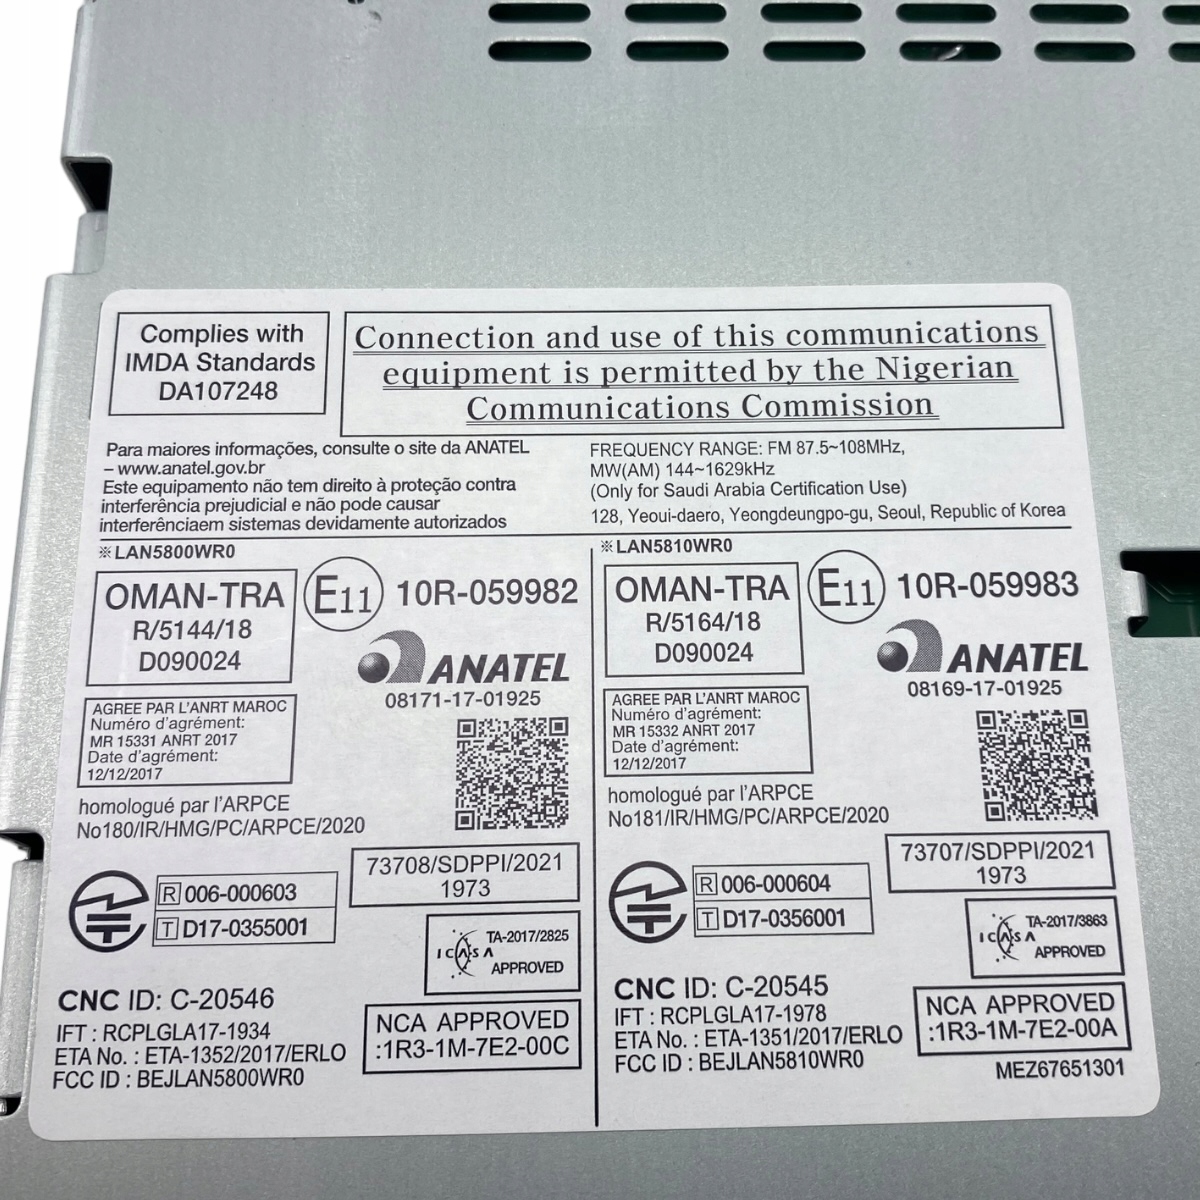 Complies with
IMDA Standards
DA107248
Connection and use of this communications
equipment is permitted by the Nigerian
Communications Commission
Para maiores informações, consulte o site da ANATEL
– www.anatel.gov.br
Este equipamento não tem direito à proteção contra
interferência prejudicial e não pode causar
interferênciaem sistemas devidamente autorizados
FREQUENCY RANGE: FM 87.5~108MHz,
MW(AM) 144~1629kHz
(Only for Saudi Arabia Certification Use)
128, Yeoui-daero, Yeongdeungpo-gu, Seoul, Republic of Korea
※LAN5800WR0
OMAN-TRA
R/5144/18
D090024
E11
10R-059982
ANATEL
08171-17-01925
AGREE PAR L'ANRT MAROC
Numéro d'agrément:
MR 15331 ANRT 2017
Date d'agrément:
12/12/2017
homologué par l'ARPCE
No180/IR/HMG/PC/ARPCE/2020
R 006-000603
T D17-0355001
73708/SDPPI/2021
1973
ICASA
TA-2017/2825
APPROVED
CNC ID: C-20546
IFT : RCPLGLA17-1934
ETA No. : ETA-1352/2017/ERLO
FCC ID : BEJLAN5800WR0
NCA APPROVED
:1R3-1M-7E2-00C
※LAN5810WR0
OMAN-TRA
R/5164/18
D090024
E11
10R-059983
ANATEL
08169-17-01925
AGREE PAR L'ANRT MAROC
Numéro d'agrément:
MR 15332 ANRT 2017
Date d'agrément:
12/12/2017
homologué par l'ARPCE
No181/IR/HMG/PC/ARPCE/2020
R 006-000604
T D17-0356001
73707/SDPPI/2021
1973
ICASA
TA-2017/3863
APPROVED
CNC ID: C-20545
IFT : RCPLGLA17-1978
ETA No. : ETA-1351/2017/ERLO
FCC ID : BEJLAN5810WR0
NCA APPROVED
:1R3-1M-7E2-00A
MEZ67651301